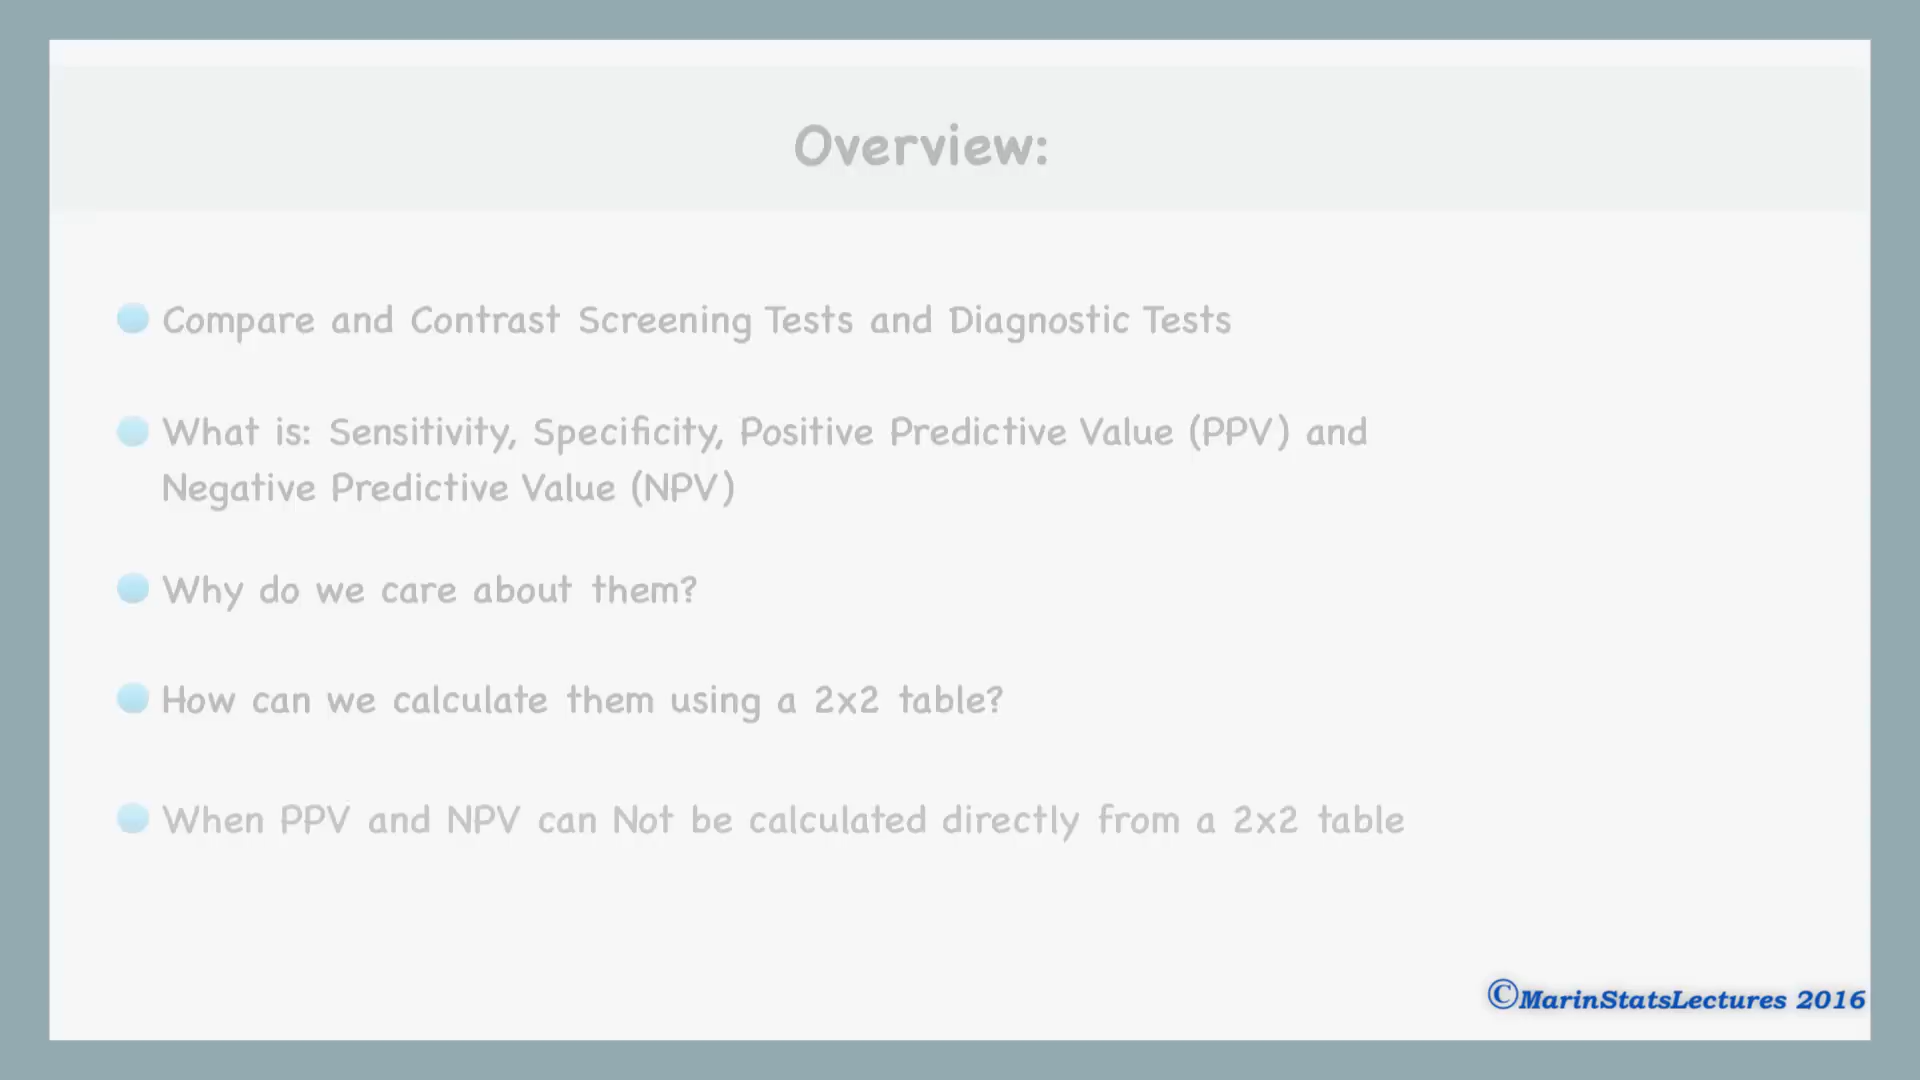 Overview:
Compare and Contrast Screening Tests and Diagnostic Tests
What is: Sensitivity, Specificity, Positive Predictive Value (PPV) and
Negative Predictive Value (NPV)
Why do we care about them?
How can we calculate them using a 2x2 table?
When PPV and NPV can Not be calculated directly from a 2x2 table
©MarinStatsLectures 2016